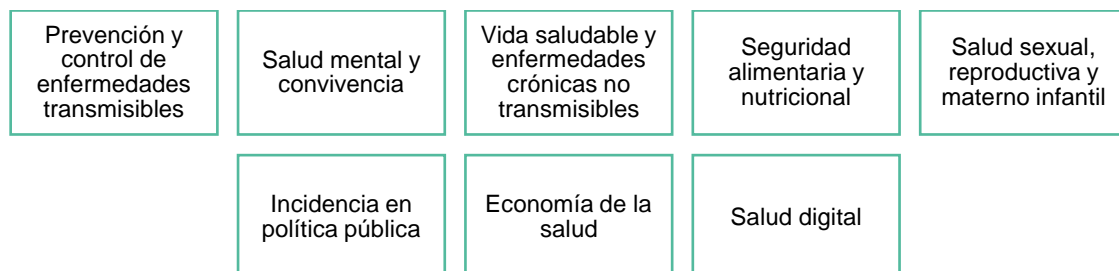 Prevención y
control de
enfermedades
transmisibles
Salud mental y
convivencia
Vida saludable y
enfermedades
crónicas no
transmisibles
Seguridad
alimentaria y
nutricional
Salud sexual,
reproductiva y
materno infantil
Incidencia en
política pública
Economía de la
salud
Salud digital